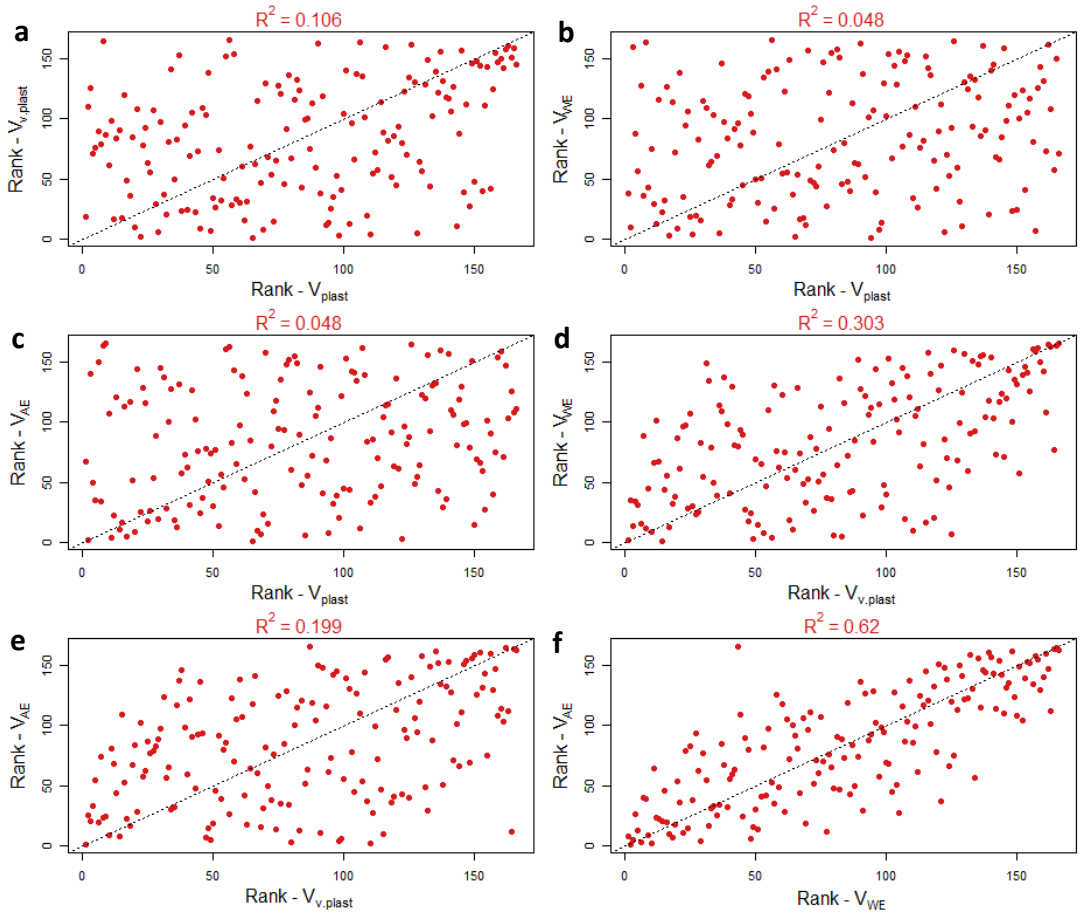 a
R² = 0.106
Rank - V_v.plast
150
100
50
0
0 50 100 150
Rank - V_plast
b
R² = 0.048
Rank - V_WE
150
100
50
0
0 50 100 150
Rank - V_plast
c
R² = 0.048
Rank - V_AE
150
100
50
0
0 50 100 150
Rank - V_plast
d
R² = 0.303
Rank - V_WE
150
100
50
0
0 50 100 150
Rank - V_v.plast
e
R² = 0.199
Rank - V_AE
150
100
50
0
0 50 100 150
Rank - V_v.plast
f
R² = 0.62
Rank - V_AE
150
100
50
0
0 50 100 150
Rank - V_WE